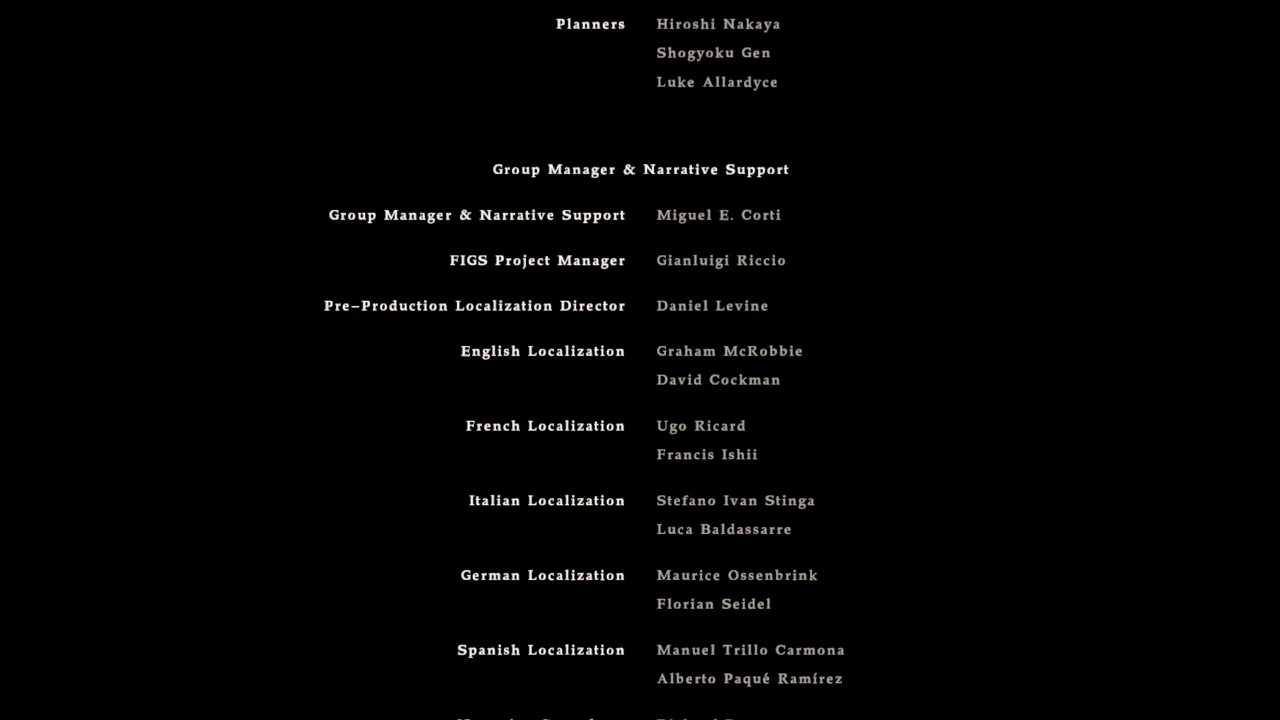 Planners Hiroshi Nakaya
Shogyoku Gen
Luke Allardyce
Group Manager & Narrative Support
Group Manager & Narrative Support Miguel E. Corti
FIGS Project Manager Gianluigi Riccio
Pre-Production Localization Director Daniel Levine
English Localization Graham McRobbie
David Cockman
French Localization Ugo Ricard
Francis Ishii
Italian Localization Stefano Ivan Stinga
Luca Baldassarre
German Localization Maurice Ossenbrink
Florian Seidel
Spanish Localization Manuel Trillo Carmona
Alberto Paqué Ramírez